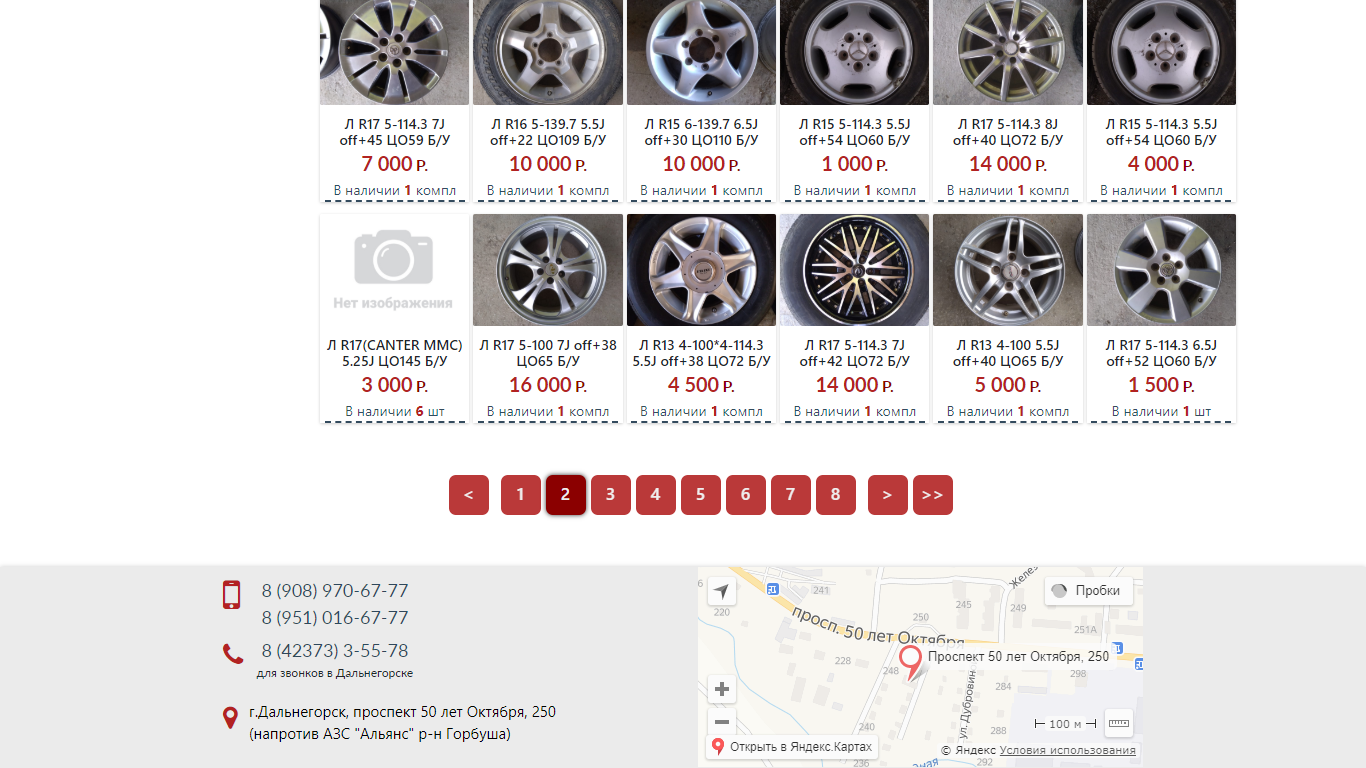 Л R17 5-114.3 7J
off+45 ЦО59 Б/У
7 000 Р.
В наличии 1 компл
Л R16 5-139.7 5.5J
off+22 ЦО109 Б/У
10 000 Р.
В наличии 1 компл
Л R15 6-139.7 6.5J
off+30 ЦО110 Б/У
10 000 Р.
В наличии 1 компл
Л R15 5-114.3 5.5J
off+54 ЦО60 Б/У
1 000 Р.
В наличии 1 компл
Л R17 5-114.3 8J
off+40 ЦО72 Б/У
14 000 Р.
В наличии 1 компл
Л R15 5-114.3 5.5J
off+54 ЦО60 Б/У
4 000 Р.
В наличии 1 компл
Нет изображения
Л R17(CANTER MMC)
5.25J ЦО145 Б/У
3 000 Р.
В наличии 6 шт
Л R17 5-100 7J off+38
ЦО65 Б/У
16 000 Р.
В наличии 1 компл
Л R13 4-100*4-114.3
5.5J off+38 ЦО72 Б/У
4 500 Р.
В наличии 1 компл
Л R17 5-114.3 7J
off+42 ЦО72 Б/У
14 000 Р.
В наличии 1 компл
Л R13 4-100 5.5J
off+40 ЦО65 Б/У
5 000 Р.
В наличии 1 компл
Л R17 5-114.3 6.5J
off+52 ЦО60 Б/У
1 500 Р.
В наличии 1 шт
< 1 2 3 4 5 6 7 8 > >>
8 (908) 970-67-77
8 (951) 016-67-77
8 (42373) 3-55-78
для звонков в Дальнегорске
г.Дальнегорск, проспект 50 лет Октября, 250
(напротив АЗС "Альянс" р-н Горбуша)
Желез
Пробки
241
220
245
249
250
251А
просп. 50 лет Октября
Проспект 50 лет Октября, 250
228
248
298
284
ул. Дубровин
240
288
100 м
Открыть в Яндекс.Картах
© Яндекс Условия использования